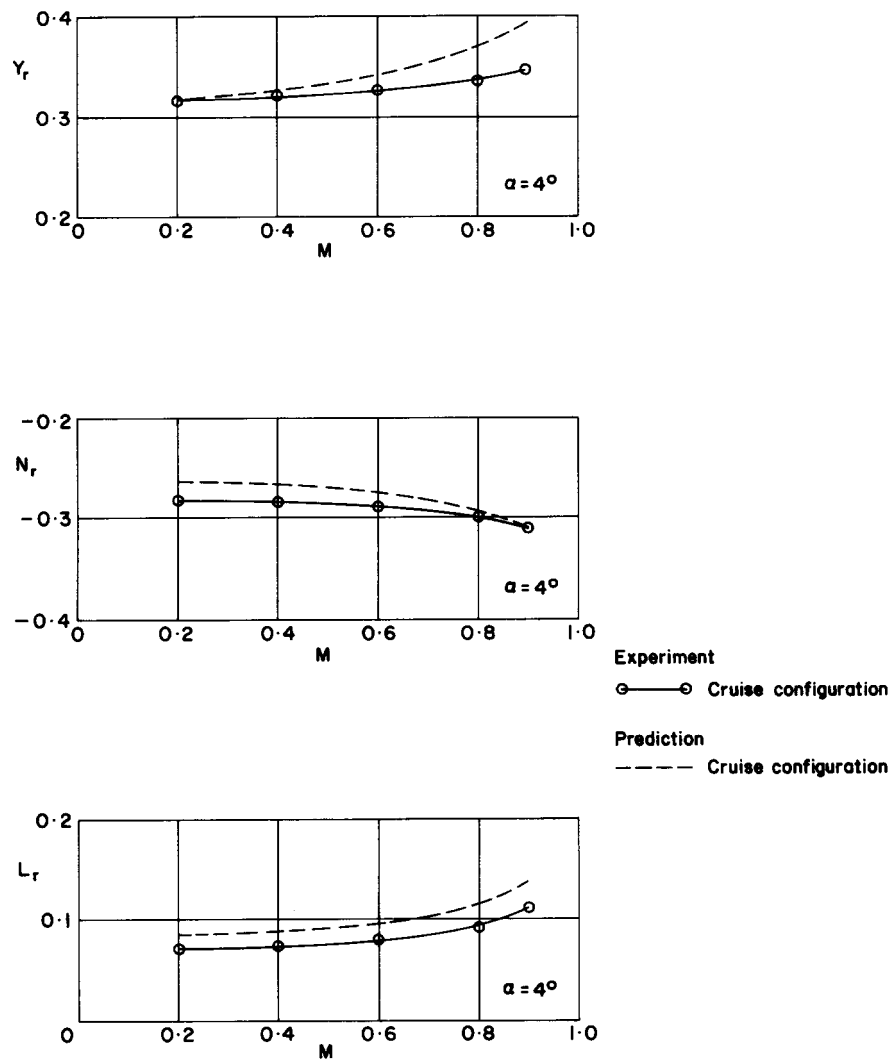 0.4
Yr
0.3
α = 4°
0.2
0 0.2 0.4 0.6 0.8 1.0
M
-0.2
Nr
-0.3
α = 4°
-0.4
0 0.2 0.4 0.6 0.8 1.0
M
Experiment
Cruise configuration
Prediction
Cruise configuration
0.2
Lr
0.1
α = 4°
0 0.2 0.4 0.6 0.8 1.0
M